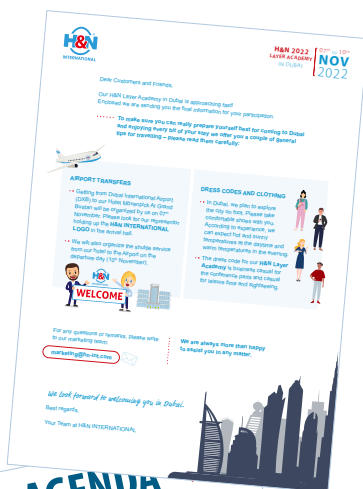 H&N
INTERNATIONAL
H&N 2022
LAYER ACADEMY
IN DUBAI
07TH TO 10TH
NOV
2022
Dear Customers and Friends,
Our H&N Layer Academy in Dubai is approaching fast!
Enclosed we are sending you the final information for your participation.
To make sure you can really prepare yourself best for coming to Dubai
and enjoying every bit of your stay we offer you a couple of general
tips for travelling – please read them carefully:
AIRPORT TRANSFERS
Getting from Dubai International Airport
(DXB) to our Hotel Mövenpick Al Grand
Bustan will be organized by us on 07th
November. Please look for our representative
holding up the H&N INTERNATIONAL
LOGO in the arrival hall.
We will also organize the shuttle service
from our hotel to the Airport on the
departure day (10th November).
H&N
WELCOME
DRESS CODES AND CLOTHING
In Dubai, we plan to explore
the city by foot. Please take
comfortable shoes with you.
According to experience, we
can expect hot and sunny
temperatures at the daytime and
warm temperatures in the evening.
The dress code for our H&N Layer
Academy is business casual for
the conference parts and casual
for leisure time and sightseeing.
For any questions or remarks, please write
to our marketing team:
marketing@hn-int.com
We are always more than happy
to assist you in any matter.
We look forward to welcoming you in Dubai.
Best regards,
Your Team at H&N INTERNATIONAL
AGENDA